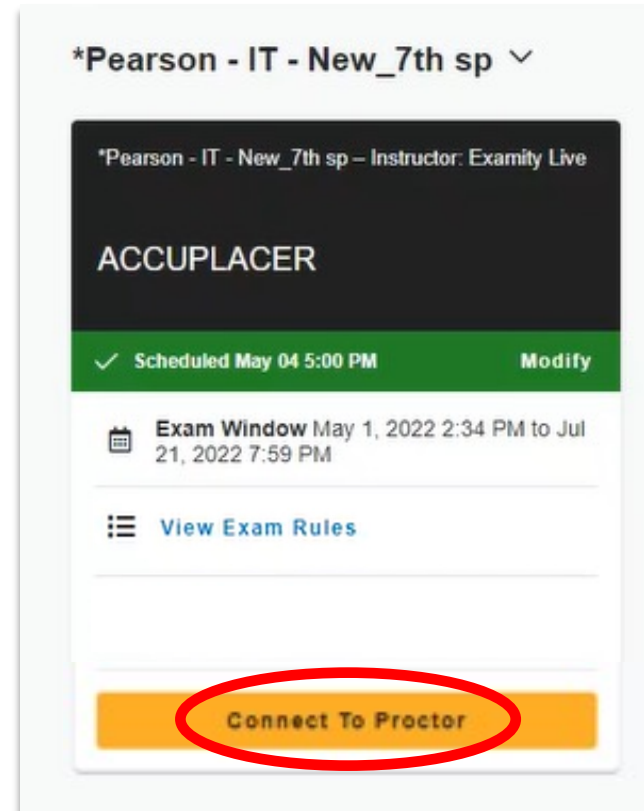 *Pearson - IT - New_7th sp
*Pearson - IT - New_7th sp – Instructor: Examity Live
ACCUPLACER
Scheduled May 04 5:00 PM
Modify
Exam Window May 1, 2022 2:34 PM to Jul
21, 2022 7:59 PM
View Exam Rules
Connect To Proctor